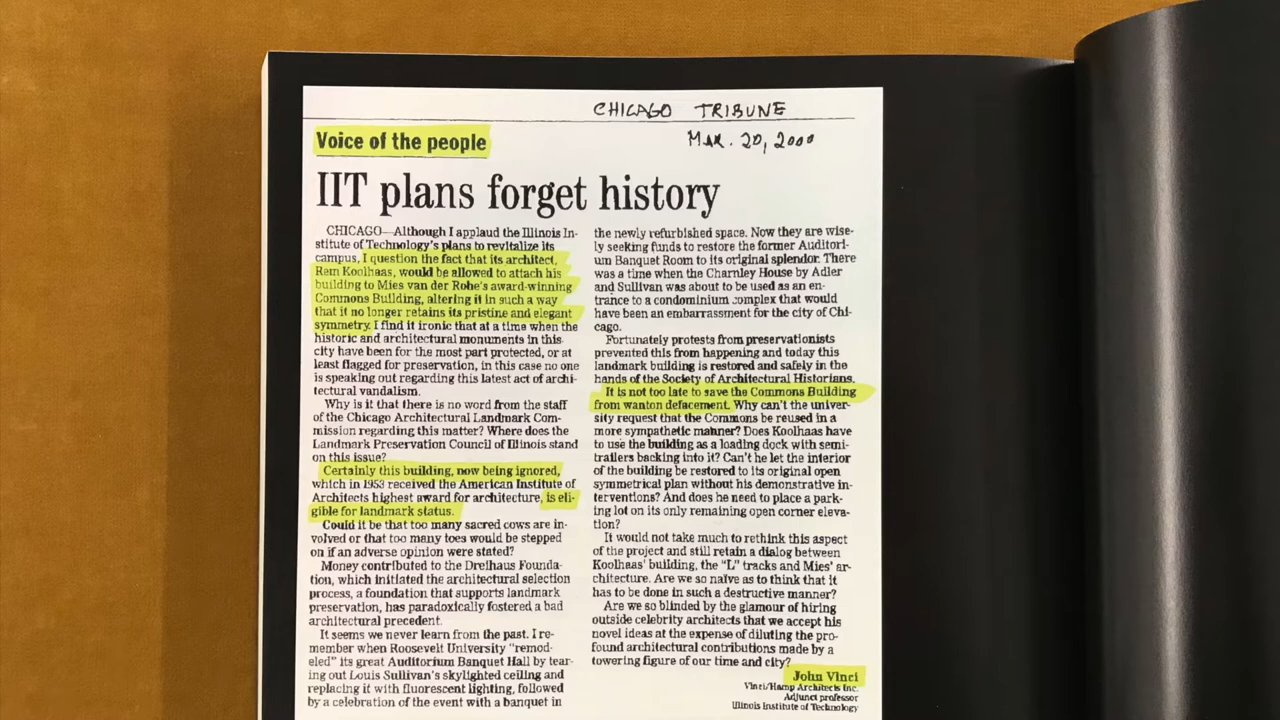 CHICAGO TRIBUNE
MAR. 20, 2000
Voice of the people
IIT plans forget history
CHICAGO—Although I applaud the Illinois In-
stitute of Technology's plans to revitalize its
campus, I question the fact that its architect,
Rem Koolhaas, would be allowed to attach his
building to Mies van der Rohe's award-winning
Commons Building, altering it in such a way
that it no longer retains its pristine and elegant
symmetry. I find it ironic that at a time when the
historic and architectural monuments in this
city have been for the most part protected, or at
least flagged for preservation, in this case no one
is speaking out regarding this latest act of archi-
tectural vandalism.
Why is it that there is no word from the staff
of the Chicago Architectural Landmark Com-
mission regarding this matter? Where does the
Landmark Preservation Council of Illinois stand
on this issue?
Certainly this building, now being ignored,
which in 1953 received the American Institute of
Architects highest award for architecture, is eli-
gible for landmark status.
Could it be that too many sacred cows are in-
volved or that too many toes would be stepped
on if an adverse opinion were stated?
Money contributed to the Dreihaus Founda-
tion, which initiated the architectural selection
process, a foundation that supports landmark
preservation, has paradoxically fostered a bad
architectural precedent.
It seems we never learn from the past. I re-
member when Roosevelt University "remod-
eled" its great Auditorium Banquet Hall by tear-
ing out Louis Sullivan's skylighted ceiling and
replacing it with fluorescent lighting, followed
by a celebration of the event with a banquet in
the newly refurbished space. Now they are wise-
ly seeking funds to restore the former Auditori-
um Banquet Room to its original splendor. There
was a time when the Charnley House by Adler
and Sullivan was about to be used as an en-
trance to a condominium complex that would
have been an embarrassment for the city of Chi-
cago.
Fortunately protests from preservationists
prevented this from happening and today this
landmark building is restored and safely in the
hands of the Society of Architectural Historians.
It is not too late to save the Commons Building
from wanton defacement. Why can't the univer-
sity request that the Commons be reused in a
more sympathetic manner? Does Koolhaas have
to use the building as a loading dock with semi-
trailers backing into it? Can't he let the interior
of the building be restored to its original open
symmetrical plan without his demonstrative in-
terventions? And does he need to place a park-
ing lot on its only remaining open corner eleva-
tion?
It would not take much to rethink this aspect
of the project and still retain a dialog between
Koolhaas' building, the "L" tracks and Mies' ar-
chitecture. Are we so naïve as to think that it
has to be done in such a destructive manner?
Are we so blinded by the glamour of hiring
outside celebrity architects that we accept his
novel ideas at the expense of diluting the pro-
found architectural contributions made by a
towering figure of our time and city?
John Vinci
Vinci/Hamp Architects Inc.
Adjunct professor
Illinois Institute of Technology